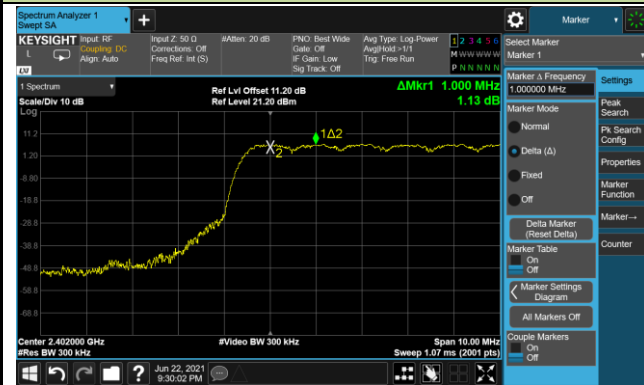 Spectrum Analyzer 1
Swept SA
Marker
KEYSIGHT
L
LXI
Input: RF
Coupling: DC
Align: Auto
Input Z: 50 Ω
Corrections: Off
Freq Ref: Int (S)
#Atten: 20 dB
PNO: Best Wide
Gate: Off
IF Gain: Low
Sig Track: Off
Avg Type: Log-Power
Avg|Hold:>1/1
Trig: Free Run
1 2 3 4 5 6
M W W W W W
P N N N N N
Select Marker
Marker 1
1 Spectrum
Scale/Div 10 dB
Log
Ref Lvl Offset 11.20 dB
Ref Level 21.20 dBm
ΔMkr1 1.000 MHz
1.13 dB
11.2
1.20
-8.80
-18.8
-28.8
-38.8
-48.8
-58.8
-68.8
1Δ2
2
Center 2.402000 GHz
#Res BW 300 kHz
#Video BW 300 kHz
Span 10.00 MHz
Sweep 1.07 ms (2001 pts)
Marker Δ Frequency
1.000000 MHz
Marker Mode
Normal
Delta (Δ)
Fixed
Off
Delta Marker
(Reset Delta)
Marker Table
On
Off
Marker Settings
Diagram
All Markers Off
Couple Markers
On
Off
Settings
Peak
Search
Pk Search
Config
Properties
Marker
Function
Marker→
Counter
Jun 22, 2021
9:30:02 PM